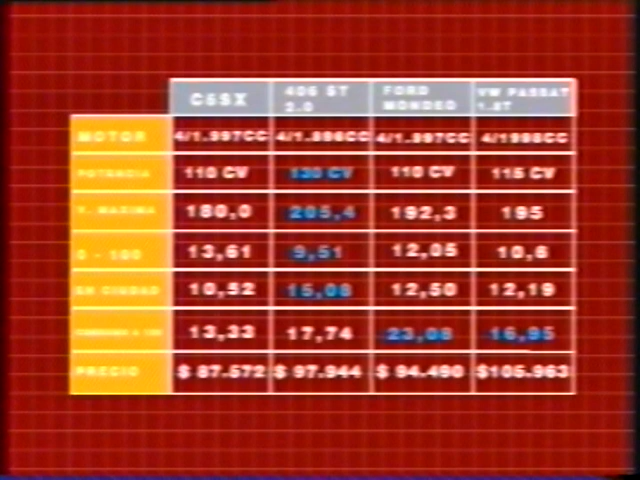 C5SX 406 ST 2.0 FORD MONDEO VW PASSAT 1.8T
MOTOR 4/1.997CC 4/1.998CC 4/1.997CC 4/1998CC
POTENCIA 110 CV 130 CV 110 CV 115 CV
V. MAXIMA 180,0 205,4 192,3 195
0 - 100 13,61 9,51 12,05 10,6
EN CIUDAD 10,52 15,08 12,50 12,19
13,33 17,74 23,08 16,95
PRECIO $ 87.572 $ 97.944 $ 94.490 $105.963